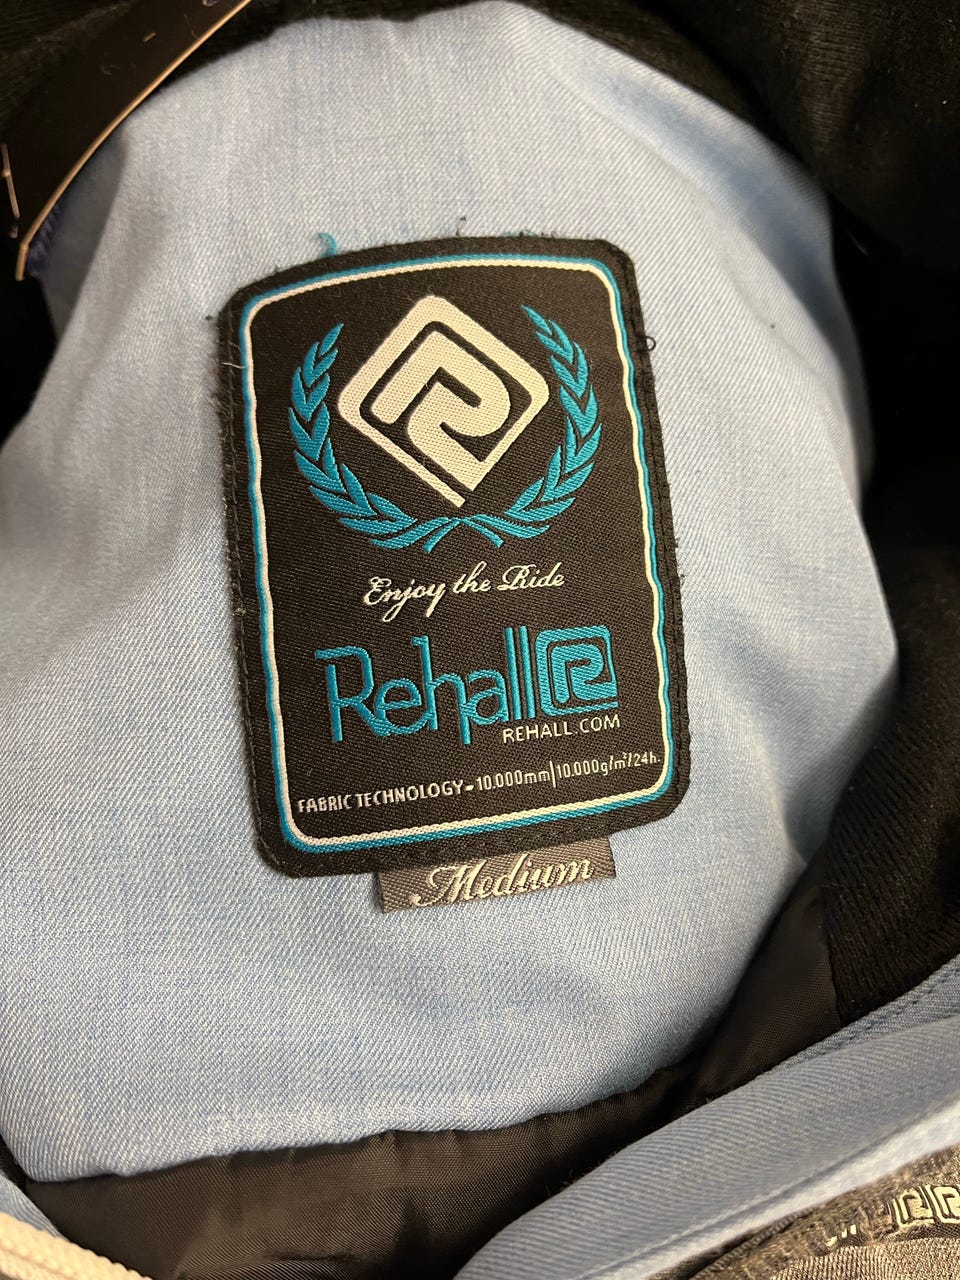 Enjoy the Ride
Rehall
REHALL.COM
FABRIC TECHNOLOGY-10.000mm|10.000g/m²/24h.
Medium